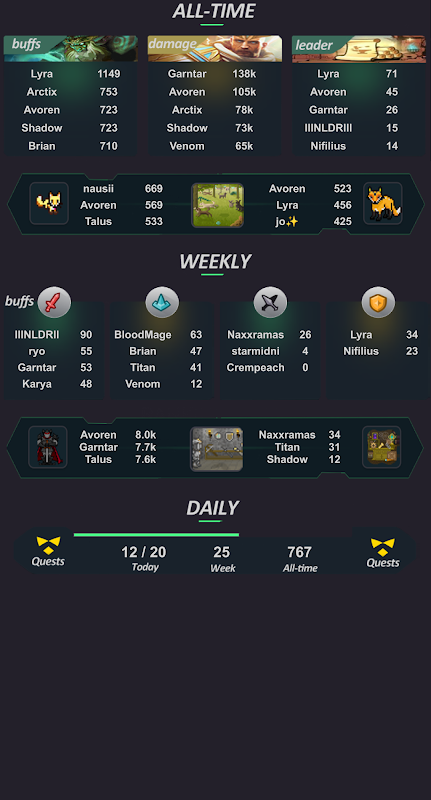 ALL-TIME
buffs
Lyra 1149
Arctix 753
Avoren 723
Shadow 723
Brian 710
damage
Garntar 138k
Avoren 105k
Arctix 78k
Shadow 73k
Venom 65k
leader
Lyra 71
Avoren 45
Garntar 26
IIINLDRIII 15
Nifilius 14
nausii 669
Avoren 569
Talus 533
Avoren 523
Lyra 456
jo✨ 425
WEEKLY
buffs
IIINLDRII 90
ryo 55
Garntar 53
Karya 48
BloodMage 63
Brian 47
Titan 41
Venom 12
Naxxramas 26
starmidni 4
Crempeach 0
Lyra 34
Nifilius 23
Avoren 8.0k
Garntar 7.7k
Talus 7.6k
Naxxramas 34
Titan 31
Shadow 12
DAILY
Quests
12 / 20
Today
25
Week
767
All-time
Quests